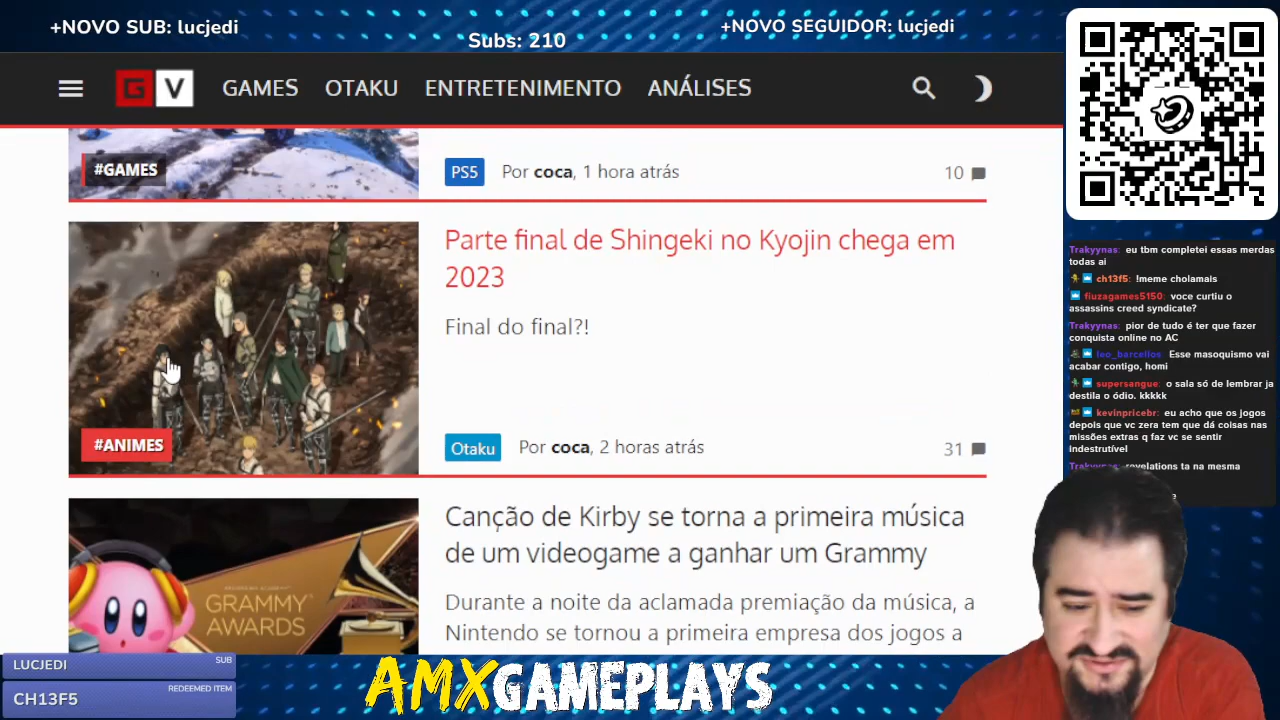 +NOVO SUB: lucjedi
Subs: 210
+NOVO SEGUIDOR: lucjedi
G V
GAMES OTAKU ENTRETENIMENTO ANÁLISES
#GAMES
PS5 Por coca, 1 hora atrás
10
Parte final de Shingeki no Kyojin chega em
2023
Final do final?!
#ANIMES
Otaku Por coca, 2 horas atrás
31
Canção de Kirby se torna a primeira música
de um videogame a ganhar um Grammy
GRAMMY
AWARDS
Durante a noite da aclamada premiação da música, a
Nintendo se tornou a primeira empresa dos jogos a
Trakyynas: eu tbm completei essas merdas
todas ai
ch13f5: !meme cholamais
fiuzagames5150: voce curtiu o
assassins creed syndicate?
Trakyynas: pior de tudo é ter que fazer
conquista online no AC
leo_barcellos: Esse masoquismo vai
acabar contigo, homi
supersangue: o sala só de lembrar ja
destila o ódio. kkkkk
kevinpricebr: eu acho que os jogos
depois que vc zera tem que dá coisas nas
missões extras q faz vc se sentir
indestrutível
Trakyynas: revelations ta na mesma
LUCJEDI SUB
CH13F5 REDEEMED ITEM
AMXGAMEPLAYS